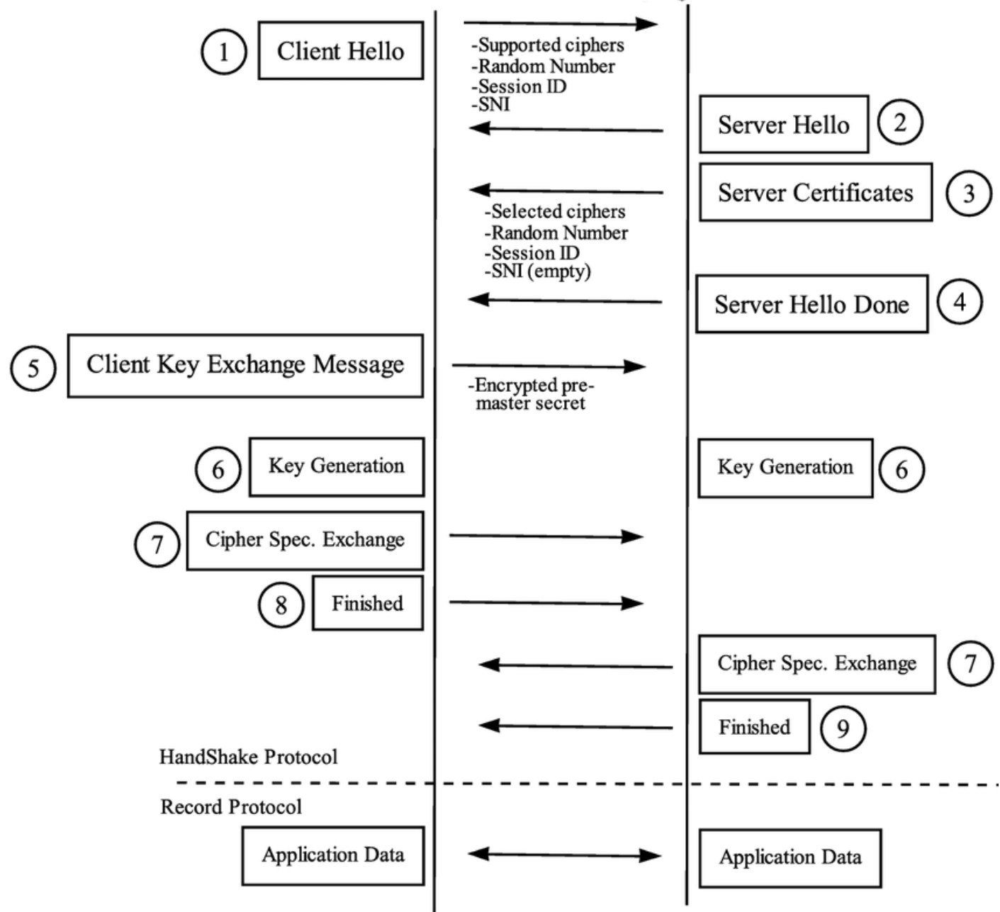 1
Client Hello
-Supported ciphers
-Random Number
-Session ID
-SNI
Server Hello
2
Server Certificates
3
-Selected ciphers
-Random Number
-Session ID
-SNI (empty)
Server Hello Done
4
5
Client Key Exchange Message
-Encrypted pre-
master secret
6
Key Generation
Key Generation
6
7
Cipher Spec. Exchange
8
Finished
Cipher Spec. Exchange
7
Finished
9
HandShake Protocol
Record Protocol
Application Data
Application Data